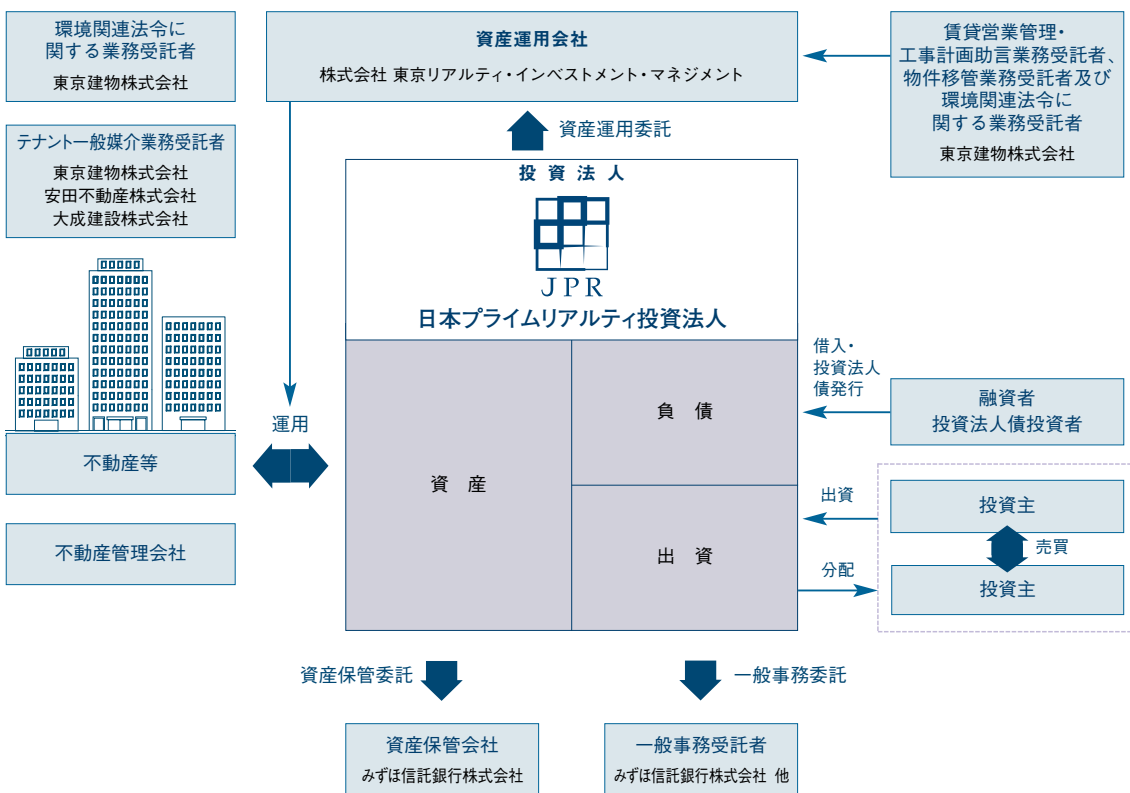 環境関連法令に
関する業務受託者
東京建物株式会社
資産運用会社
株式会社 東京リアルティ・インベストメント・マネジメント
賃貸営業管理・
工事計画助言業務受託者、
物件移管業務受託者及び
環境関連法令に
関する業務受託者
東京建物株式会社
テナント一般媒介業務受託者
東京建物株式会社
安田不動産株式会社
大成建設株式会社
資産運用委託
投資法人
JPR
日本プライムリアルティ投資法人
運用
不動産等
不動産管理会社
資産
負債
出資
借入・
投資法人
債発行
融資者
投資法人債投資者
出資
分配
投資主
売買
投資主
資産保管委託
一般事務委託
資産保管会社
みずほ信託銀行株式会社
一般事務受託者
みずほ信託銀行株式会社 他